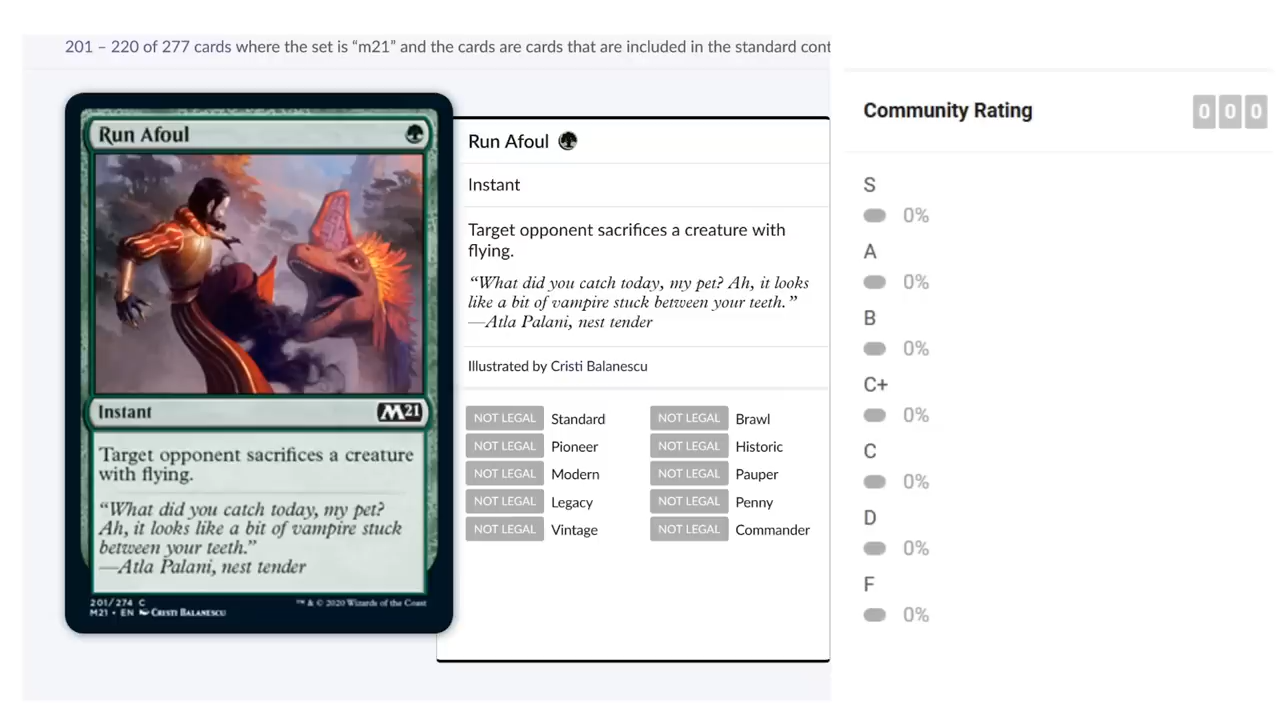 201 – 220 of 277 cards where the set is “m21” and the cards are cards that are included in the standard cont
Run Afoul
Instant
M21
Target opponent sacrifices a creature
with flying.
“What did you catch today, my pet?
Ah, it looks like a bit of vampire stuck
between your teeth.”
—Atla Palani, nest tender
201/274 C
M21 • EN Cristi Balanescu
™ & © 2020 Wizards of the Coast
Run Afoul
Instant
Target opponent sacrifices a creature with
flying.
“What did you catch today, my pet? Ah, it looks
like a bit of vampire stuck between your teeth.”
—Atla Palani, nest tender
Illustrated by Cristi Balanescu
NOT LEGAL Standard NOT LEGAL Brawl
NOT LEGAL Pioneer NOT LEGAL Historic
NOT LEGAL Modern NOT LEGAL Pauper
NOT LEGAL Legacy NOT LEGAL Penny
NOT LEGAL Vintage NOT LEGAL Commander
Community Rating 0 0 0
S
0%
A
0%
B
0%
C+
0%
C
0%
D
0%
F
0%